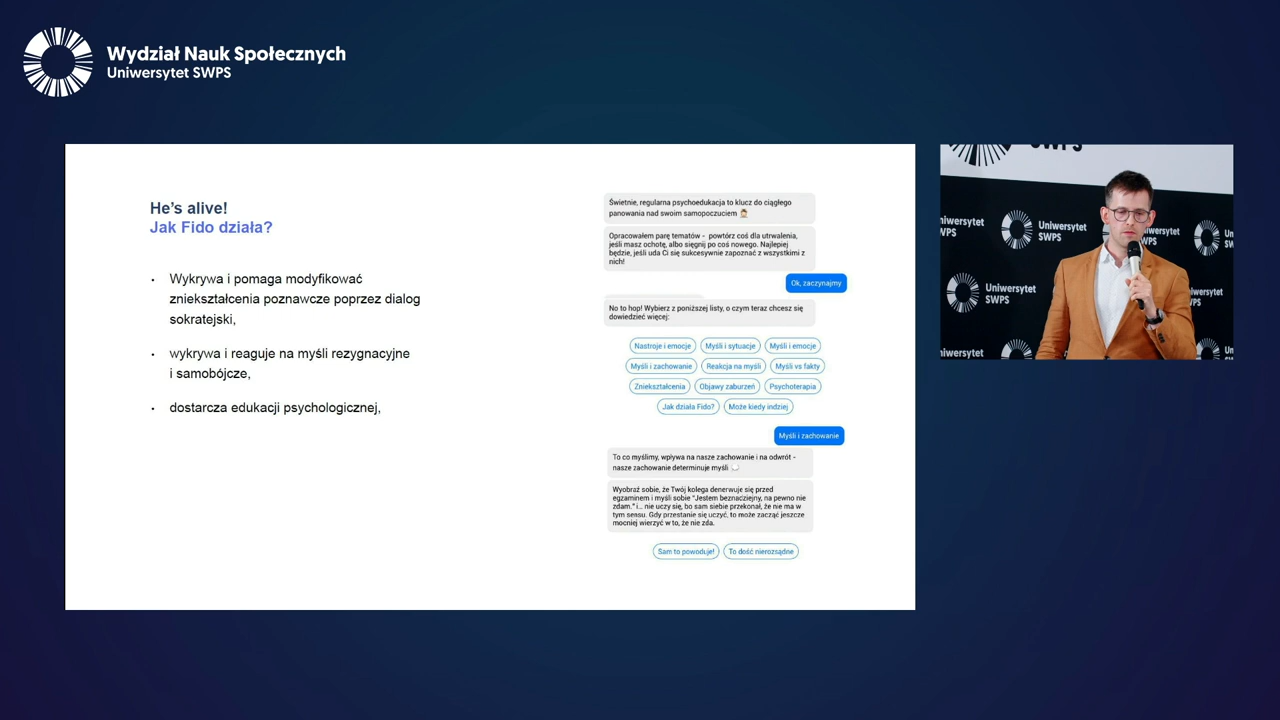 Wydział Nauk Społecznych
Uniwersytet SWPS
He's alive!
Jak Fido działa?
Wykrywa i pomaga modyfikować
zniekształcenia poznawcze poprzez dialog
sokratejski,
wykrywa i reaguje na myśli rezygnacyjne
i samobójcze,
dostarcza edukacji psychologicznej,
Świetnie, regularna psychoedukacja to klucz do ciągłego
panowania nad swoim samopoczuciem
Opracowałem parę tematów - powtórz coś dla utrwalenia,
jeśli masz ochotę, albo sięgnij po coś nowego. Najlepiej
będzie, jeśli uda Ci się sukcesywnie zapoznać z wszystkimi z
nich!
Ok, zaczynajmy
No to hop! Wybierz z poniższej listy, o czym teraz chcesz się
dowiedzieć więcej:
Nastroje i emocje Myśli i sytuacje Myśli i emocje
Myśli i zachowanie Reakcja na myśli Myśli vs fakty
Zniekształcenia Objawy zaburzeń Psychoterapia
Jak działa Fido? Może kiedy indziej
Myśli i zachowanie
To co myślimy, wpływa na nasze zachowanie i na odwrót -
nasze zachowanie determinuje myśli
Wyobraź sobie, że Twój kolega denerwuje się przed
egzaminem i myśli sobie "Jestem beznadziejny, na pewno nie
zdam." i... nie uczy się, bo sam siebie przekonał, że nie ma w
tym sensu. Gdy przestanie się uczyć, to może zacząć jeszcze
mocniej wierzyć w to, że nie zda.
Sam to powoduje! To dość nierozsądne
SWPS
Uniwersytet
SWPS
Uniwersytet
SWPS